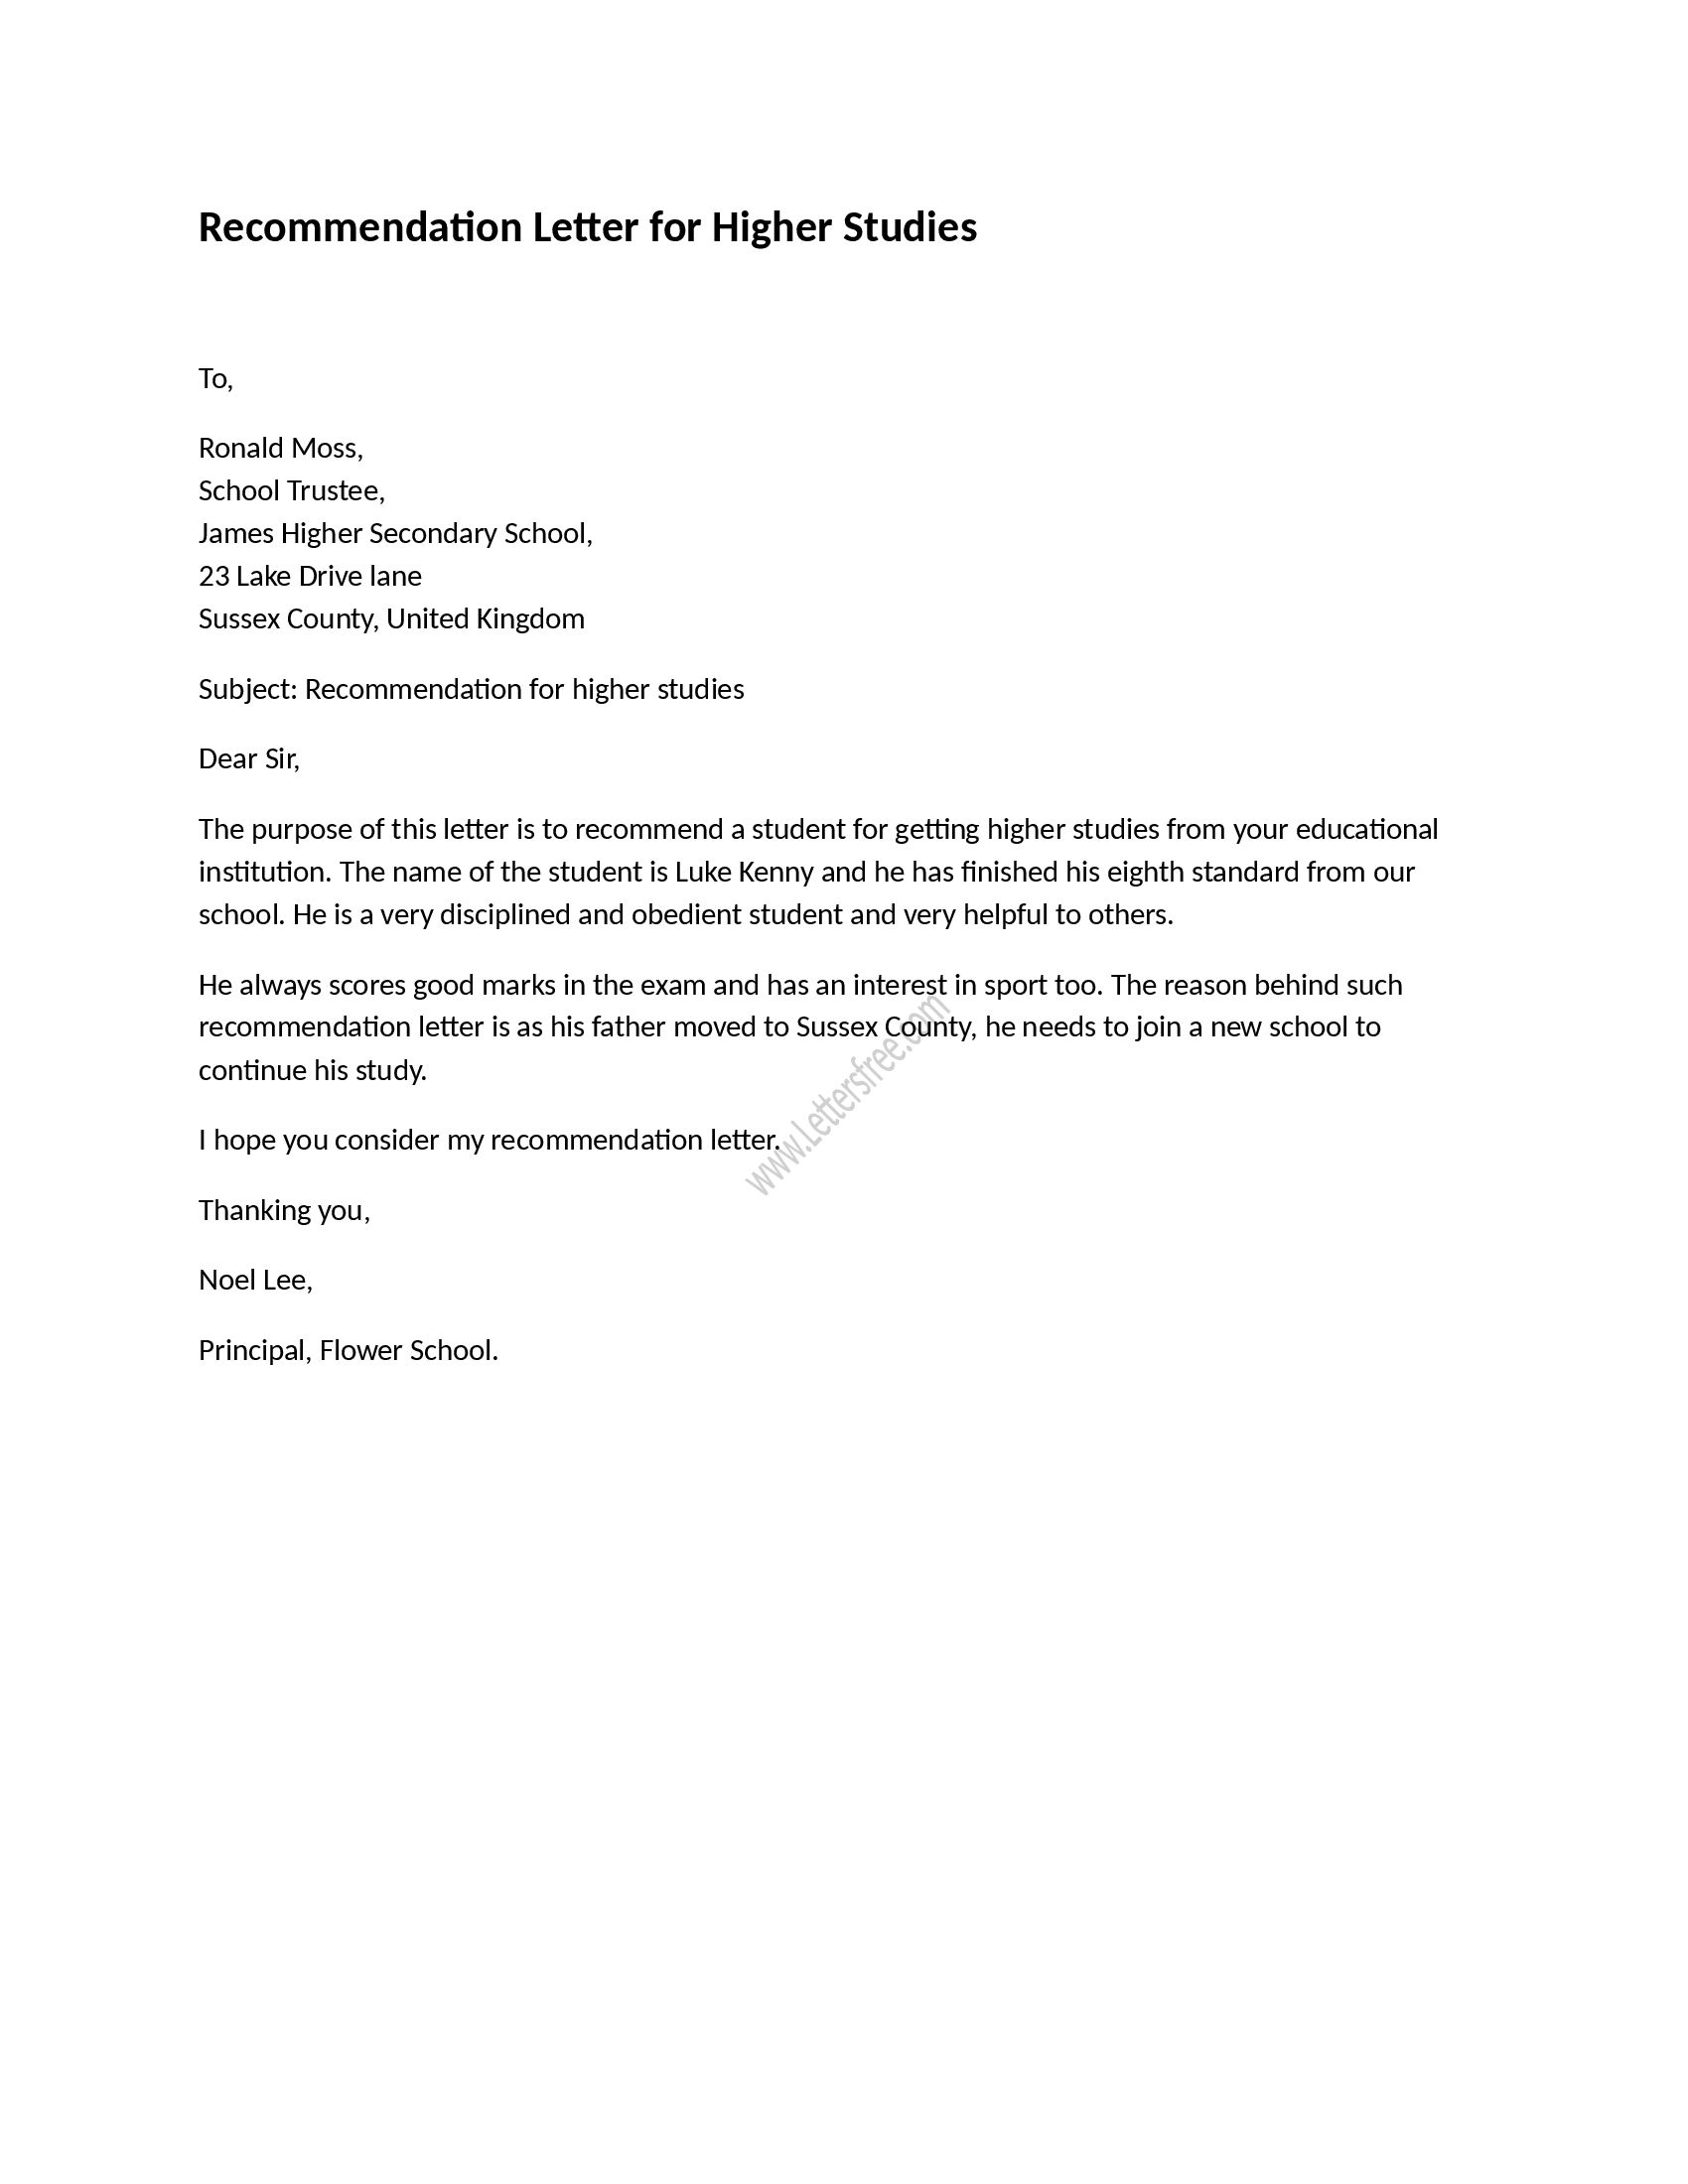 Recommendation Letter for Higher Studies
To,
Ronald Moss,
School Trustee,
James Higher Secondary School,
23 Lake Drive lane
Sussex County, United Kingdom
Subject: Recommendation for higher studies
Dear Sir,
The purpose of this letter is to recommend a student for getting higher studies from your educational
institution. The name of the student is Luke Kenny and he has finished his eighth standard from our
school. He is a very disciplined and obedient student and very helpful to others.
He always scores good marks in the exam and has an interest in sport too. The reason behind such
recommendation letter is as his father moved to Sussex County, he needs to join a new school to
continue his study.
I hope you consider my recommendation letter.
www.Lettersfree.com
Thanking you,
Noel Lee,
Principal, Flower School.